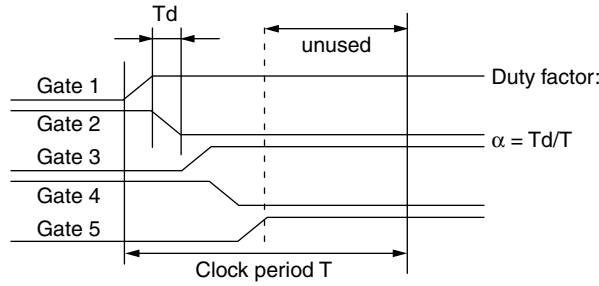 Td
unused
Gate 1
Duty factor:
Gate 2
α = Td/T
Gate 3
Gate 4
Gate 5
Clock period T